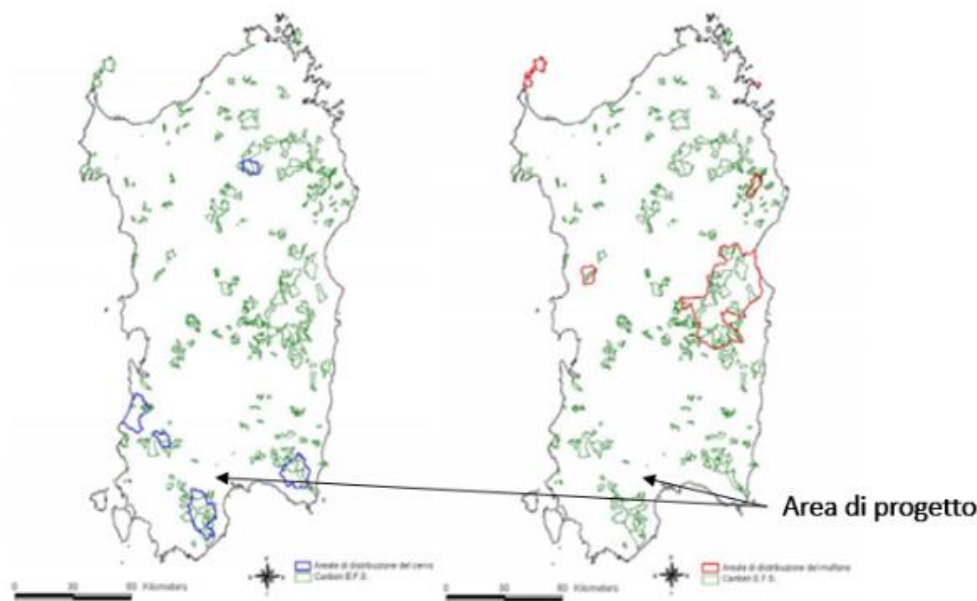 Area di progetto
Areale di distribuzione del cervo
Cantieri E.F.S.
0 30 60 Kilometers
Areale di distribuzione del muflone
Cantieri E.F.S.
0 30 60 Kilometers